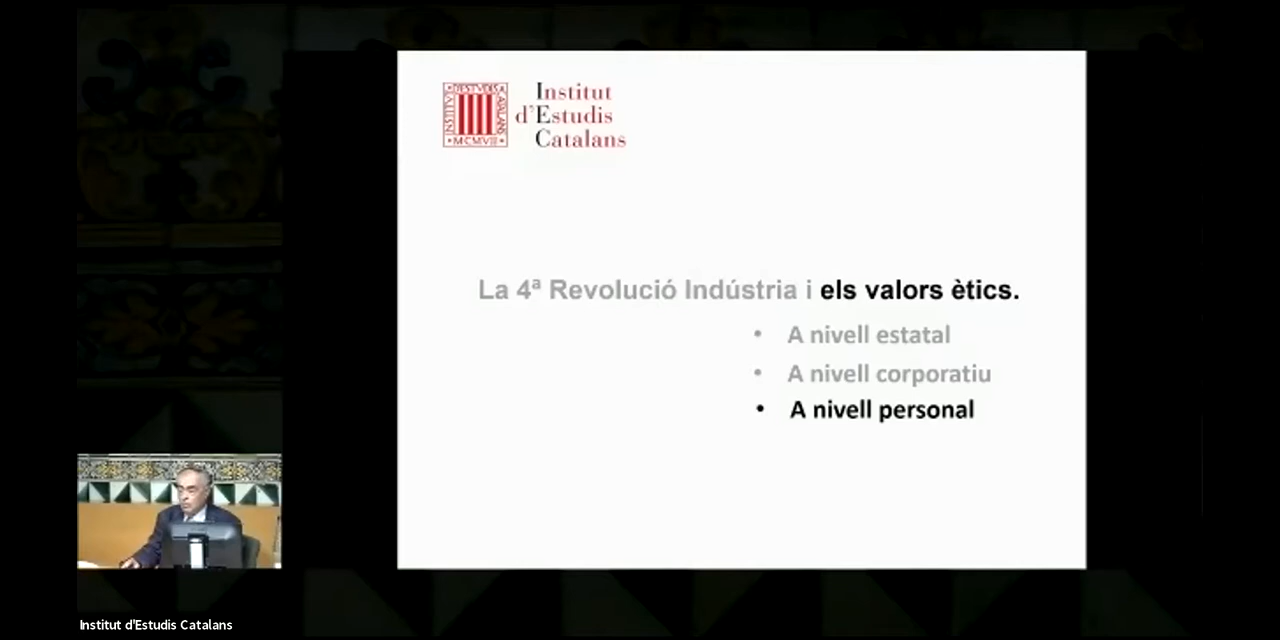 Institut
d'Estudis
Catalans
MCMVII
La 4ª Revolució Indústria i els valors ètics.
• A nivell estatal
• A nivell corporatiu
• A nivell personal
Institut d'Estudis Catalans